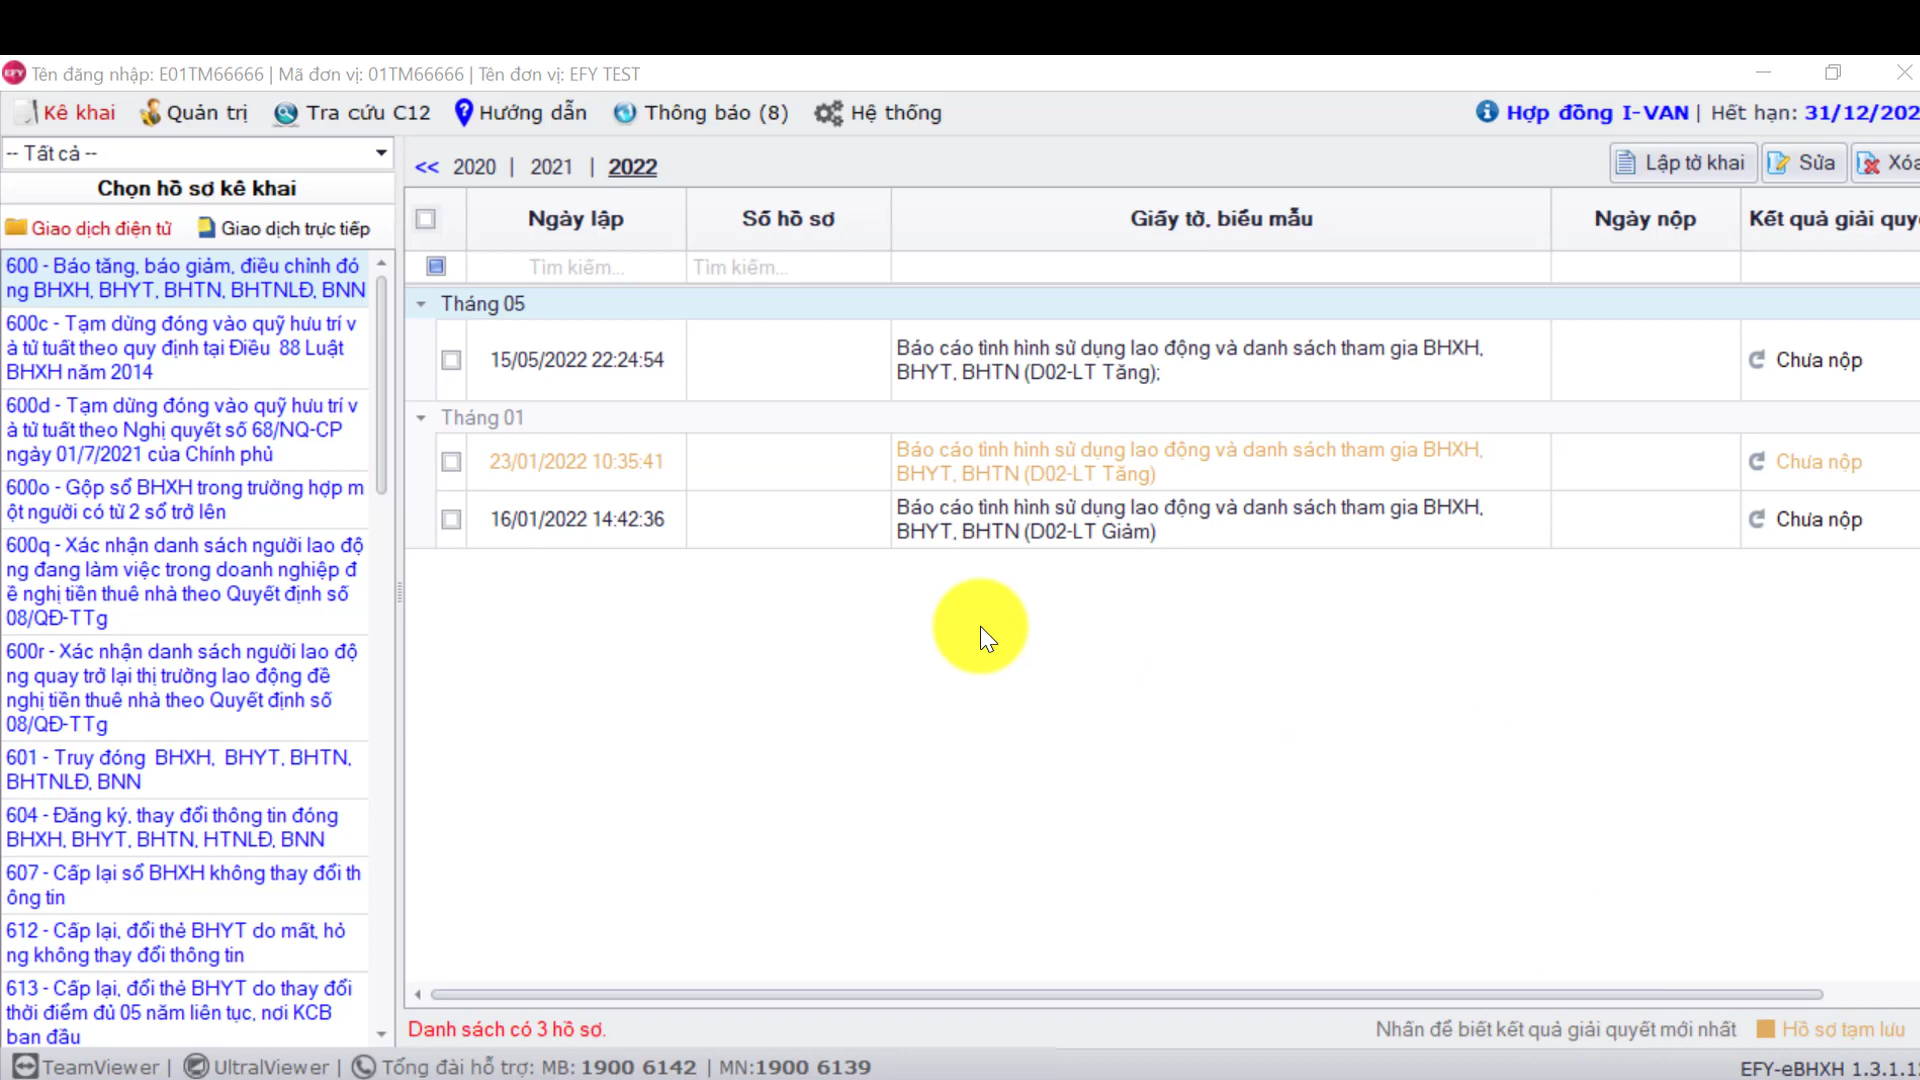 EFY Tên đăng nhập: E01TM66666 | Mã đơn vị: 01TM66666 | Tên đơn vị: EFY TEST
Kê khai Quản trị Tra cứu C12 Hướng dẫn Thông báo (8) Hệ thống Hợp đồng I-VAN | Hết hạn: 31/12/202
-- Tất cả --
<< 2020 | 2021 | 2022 Lập tờ khai Sửa Xóa
Chọn hồ sơ kê khai
Giao dịch điện tử Giao dịch trực tiếp
600 - Báo tăng, báo giảm, điều chỉnh đó
ng BHXH, BHYT, BHTN, BHTNLĐ, BNN
600c - Tạm dừng đóng vào quỹ hưu trí v
à tử tuất theo quy định tại Điều 88 Luật
BHXH năm 2014
600d - Tạm dừng đóng vào quỹ hưu trí v
à tử tuất theo Nghị quyết số 68/NQ-CP
ngày 01/7/2021 của Chính phủ
600o - Gộp sổ BHXH trong trường hợp m
ột người có từ 2 sổ trở lên
600q - Xác nhận danh sách người lao độ
ng đang làm việc trong doanh nghiệp đ
ề nghị tiền thuê nhà theo Quyết định số
08/QĐ-TTg
600r - Xác nhận danh sách người lao độ
ng quay trở lại thị trường lao động đề
nghị tiền thuê nhà theo Quyết định số
08/QĐ-TTg
601 - Truy đóng BHXH, BHYT, BHTN,
BHTNLĐ, BNN
604 - Đăng ký, thay đổi thông tin đóng
BHXH, BHYT, BHTN, HTNLĐ, BNN
607 - Cấp lại sổ BHXH không thay đổi th
ông tin
612 - Cấp lại, đổi thẻ BHYT do mất, hỏ
ng không thay đổi thông tin
613 - Cấp lại, đổi thẻ BHYT do thay đổi
thời điểm đủ 05 năm liên tục, nơi KCB
ban đầu
Ngày lập Số hồ sơ Giấy tờ, biểu mẫu Ngày nộp Kết quả giải quy
Tìm kiếm... Tìm kiếm...
Tháng 05
15/05/2022 22:24:54 Báo cáo tình hình sử dụng lao động và danh sách tham gia BHXH, Chưa nộp
BHYT, BHTN (D02-LT Tăng);
Tháng 01
23/01/2022 10:35:41 Báo cáo tình hình sử dụng lao động và danh sách tham gia BHXH, Chưa nộp
BHYT, BHTN (D02-LT Tăng)
16/01/2022 14:42:36 Báo cáo tình hình sử dụng lao động và danh sách tham gia BHXH, Chưa nộp
BHYT, BHTN (D02-LT Giảm)
Danh sách có 3 hồ sơ. Nhấn để biết kết quả giải quyết mới nhất Hồ sơ tạm lưu
TeamViewer | UltralViewer | Tổng đài hỗ trợ: MB: 1900 6142 | MN:1900 6139 EFY-eBHXH 1.3.1.1